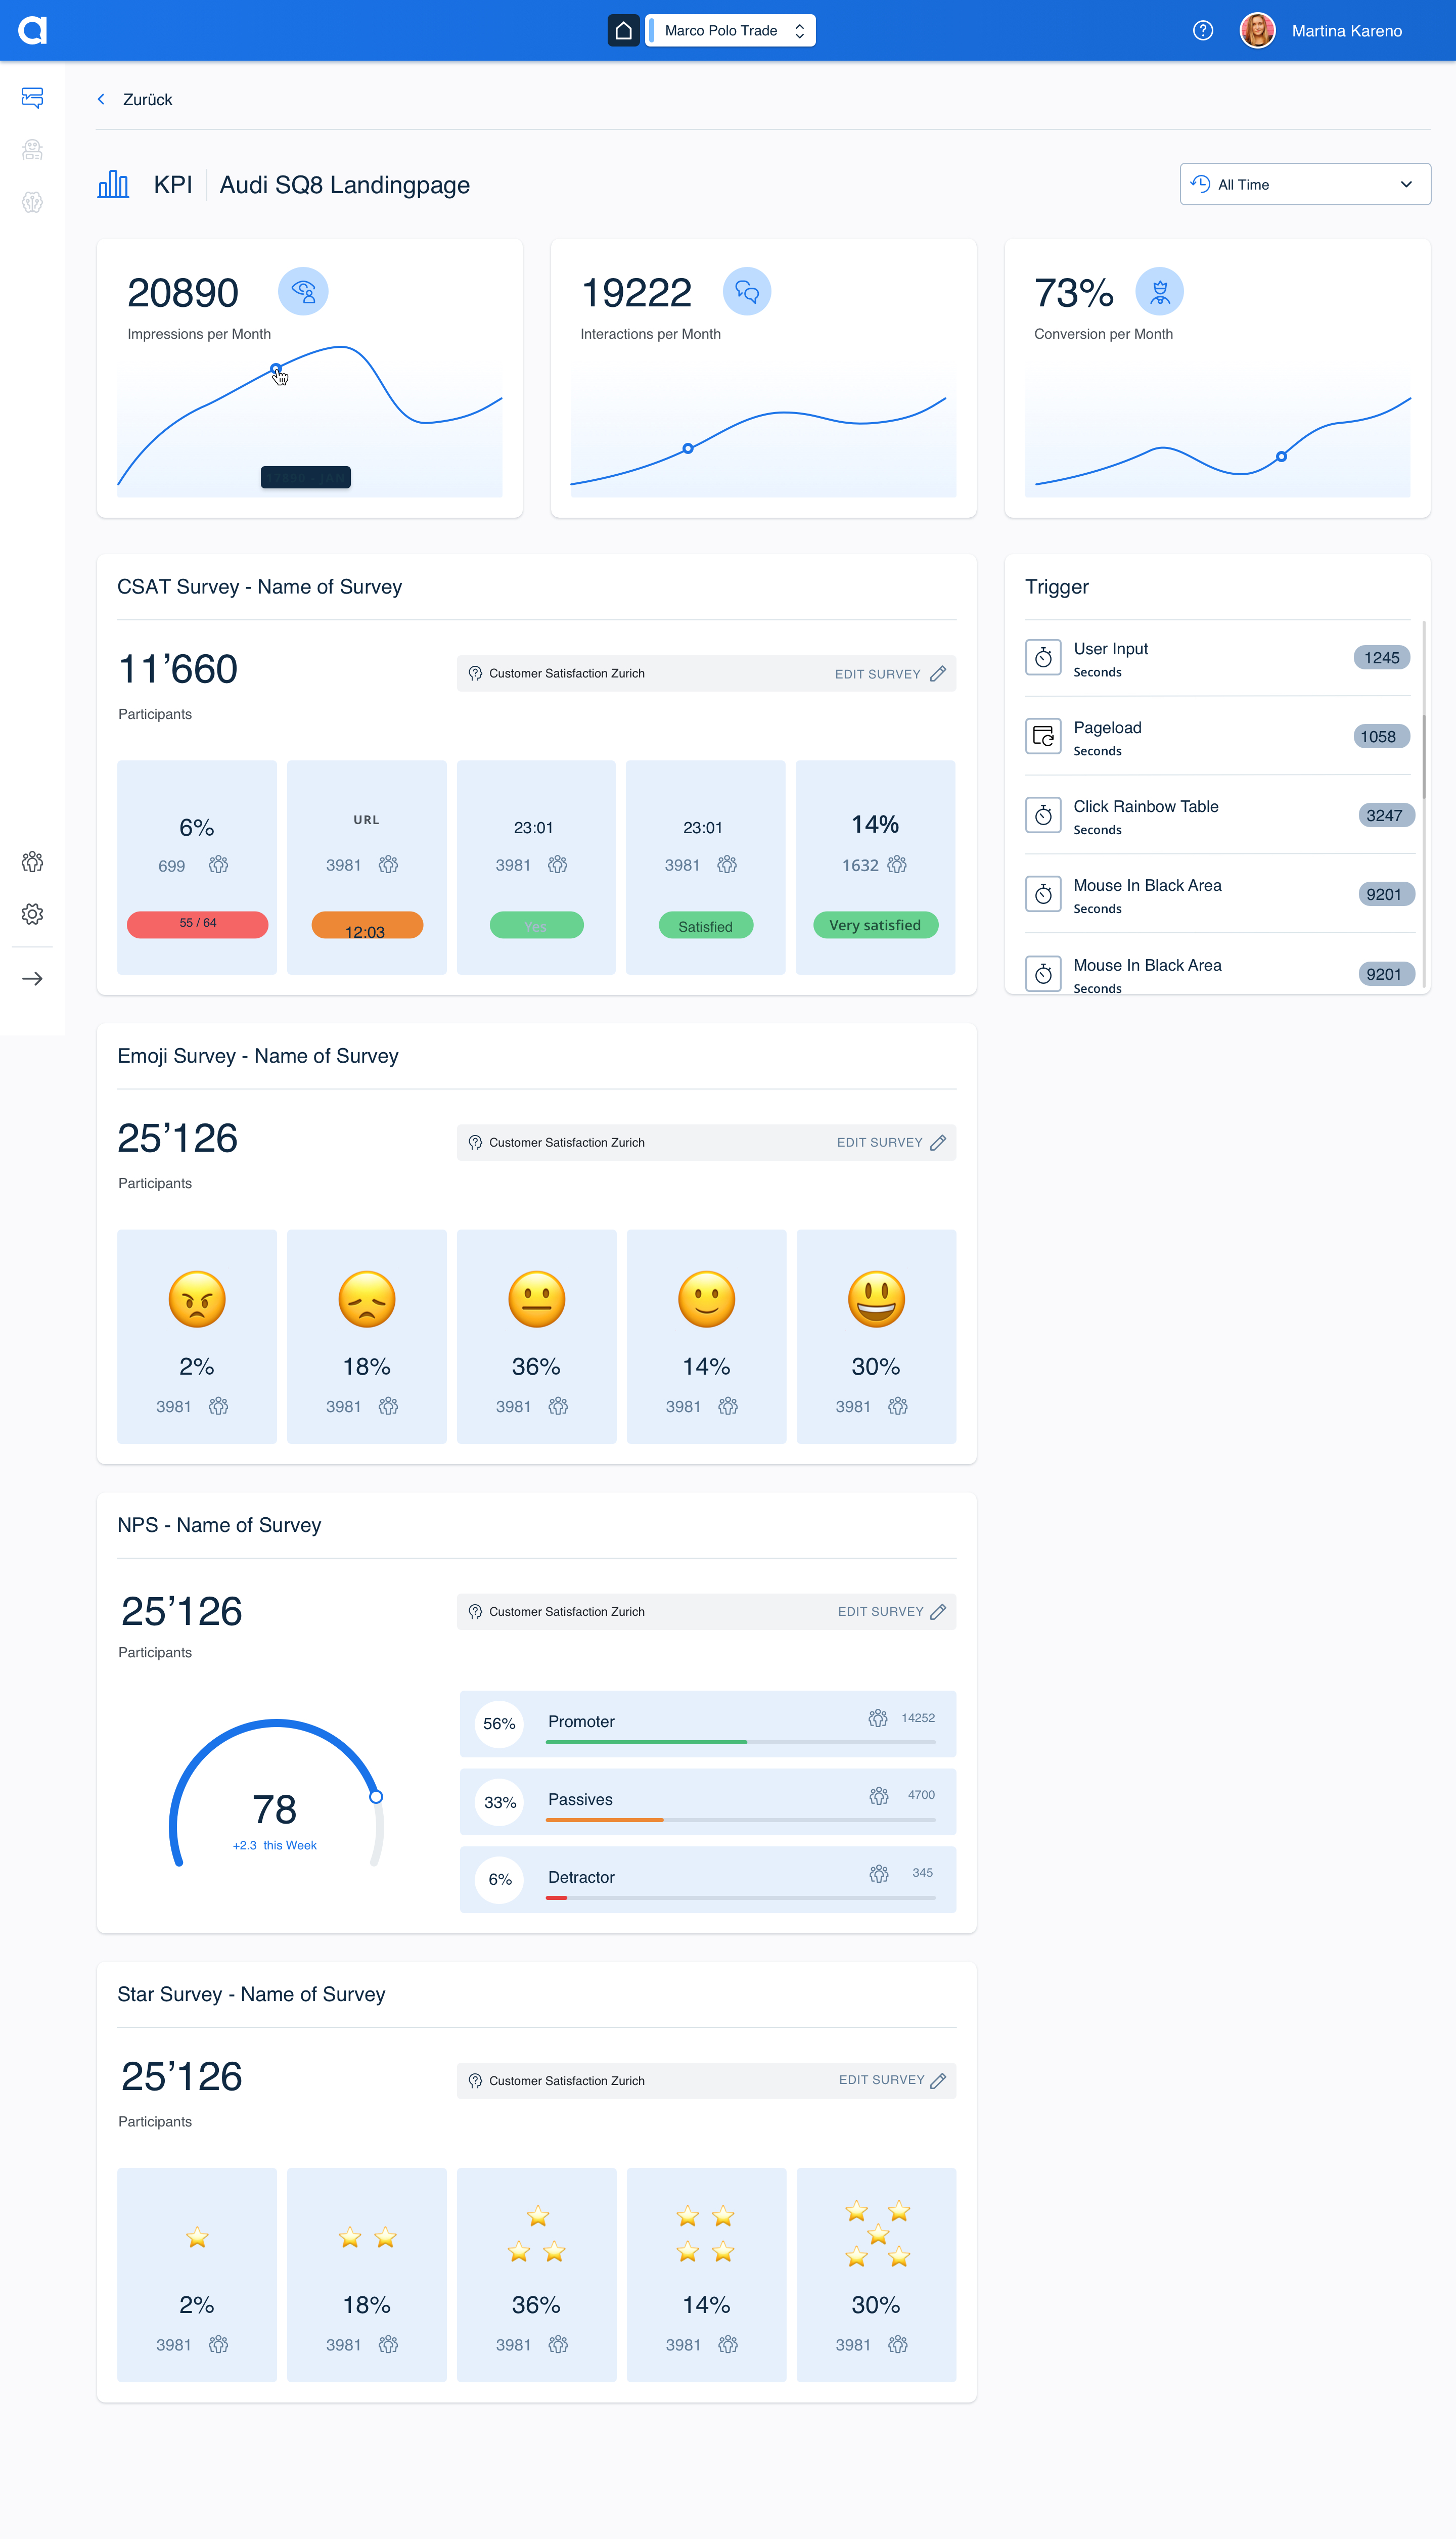 Marco Polo Trade
Martina Kareno
Zurück
KPI
Audi SQ8 Landingpage
All Time
20890
Impressions per Month
19222
Interactions per Month
73%
Conversion per Month
CSAT Survey - Name of Survey
11’660
Participants
Customer Satisfaction Zurich
EDIT SURVEY
6%
699
55 / 64
URL
3981
12:03
23:01
3981
Yes
23:01
3981
Satisfied
14%
1632
Very satisfied
Trigger
User Input
Seconds
1245
Pageload
Seconds
1058
Click Rainbow Table
Seconds
3247
Mouse In Black Area
Seconds
9201
Mouse In Black Area
Seconds
9201
Emoji Survey - Name of Survey
25’126
Participants
Customer Satisfaction Zurich
EDIT SURVEY
2%
3981
18%
3981
36%
3981
14%
3981
30%
3981
NPS - Name of Survey
25’126
Participants
Customer Satisfaction Zurich
EDIT SURVEY
78
+2.3 this Week
56%
Promoter
14252
33%
Passives
4700
6%
Detractor
345
Star Survey - Name of Survey
25’126
Participants
Customer Satisfaction Zurich
EDIT SURVEY
2%
3981
18%
3981
36%
3981
14%
3981
30%
3981